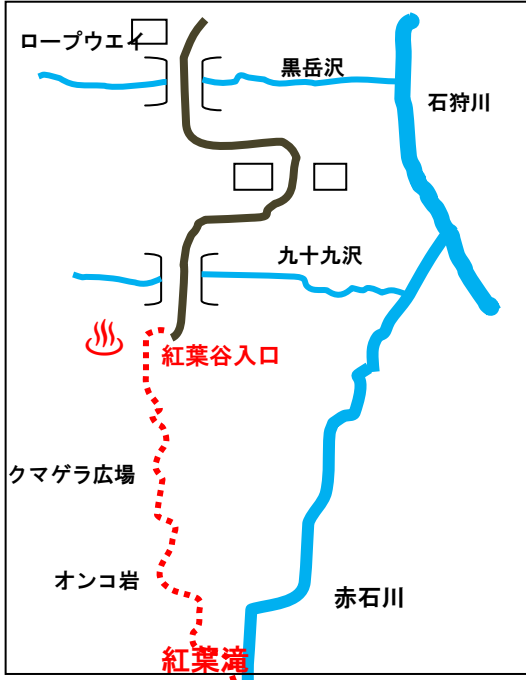 ロープウエイ
黒岳沢
石狩川
九十九沢
紅葉谷入口
クマゲラ広場
オンコ岩
赤石川
紅葉滝